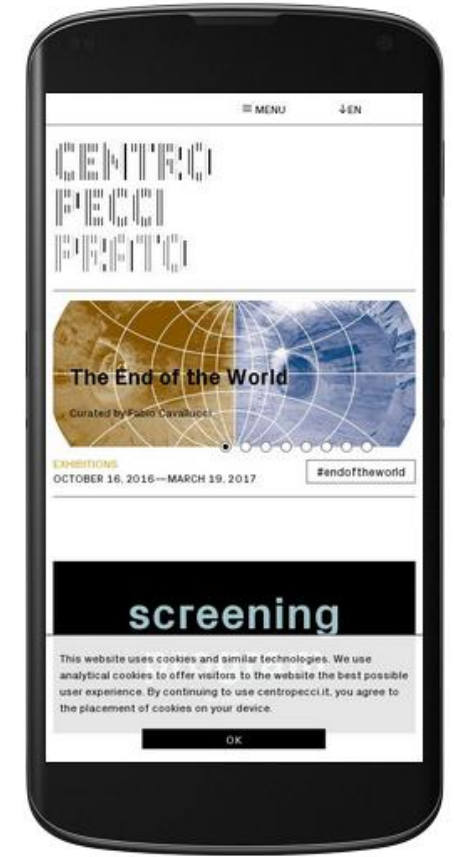 MENU
↓EN
CENTRO
PECCI
PRATO
The End of the World
Curated by Fabio Cavallucci
EXHIBITIONS
OCTOBER 16, 2016—MARCH 19, 2017
#endoftheworld
screening
This website uses cookies and similar technologies. We use
analytical cookies to offer visitors to the website the best possible
user experience. By continuing to use centropecci.it, you agree to
the placement of cookies on your device.
OK